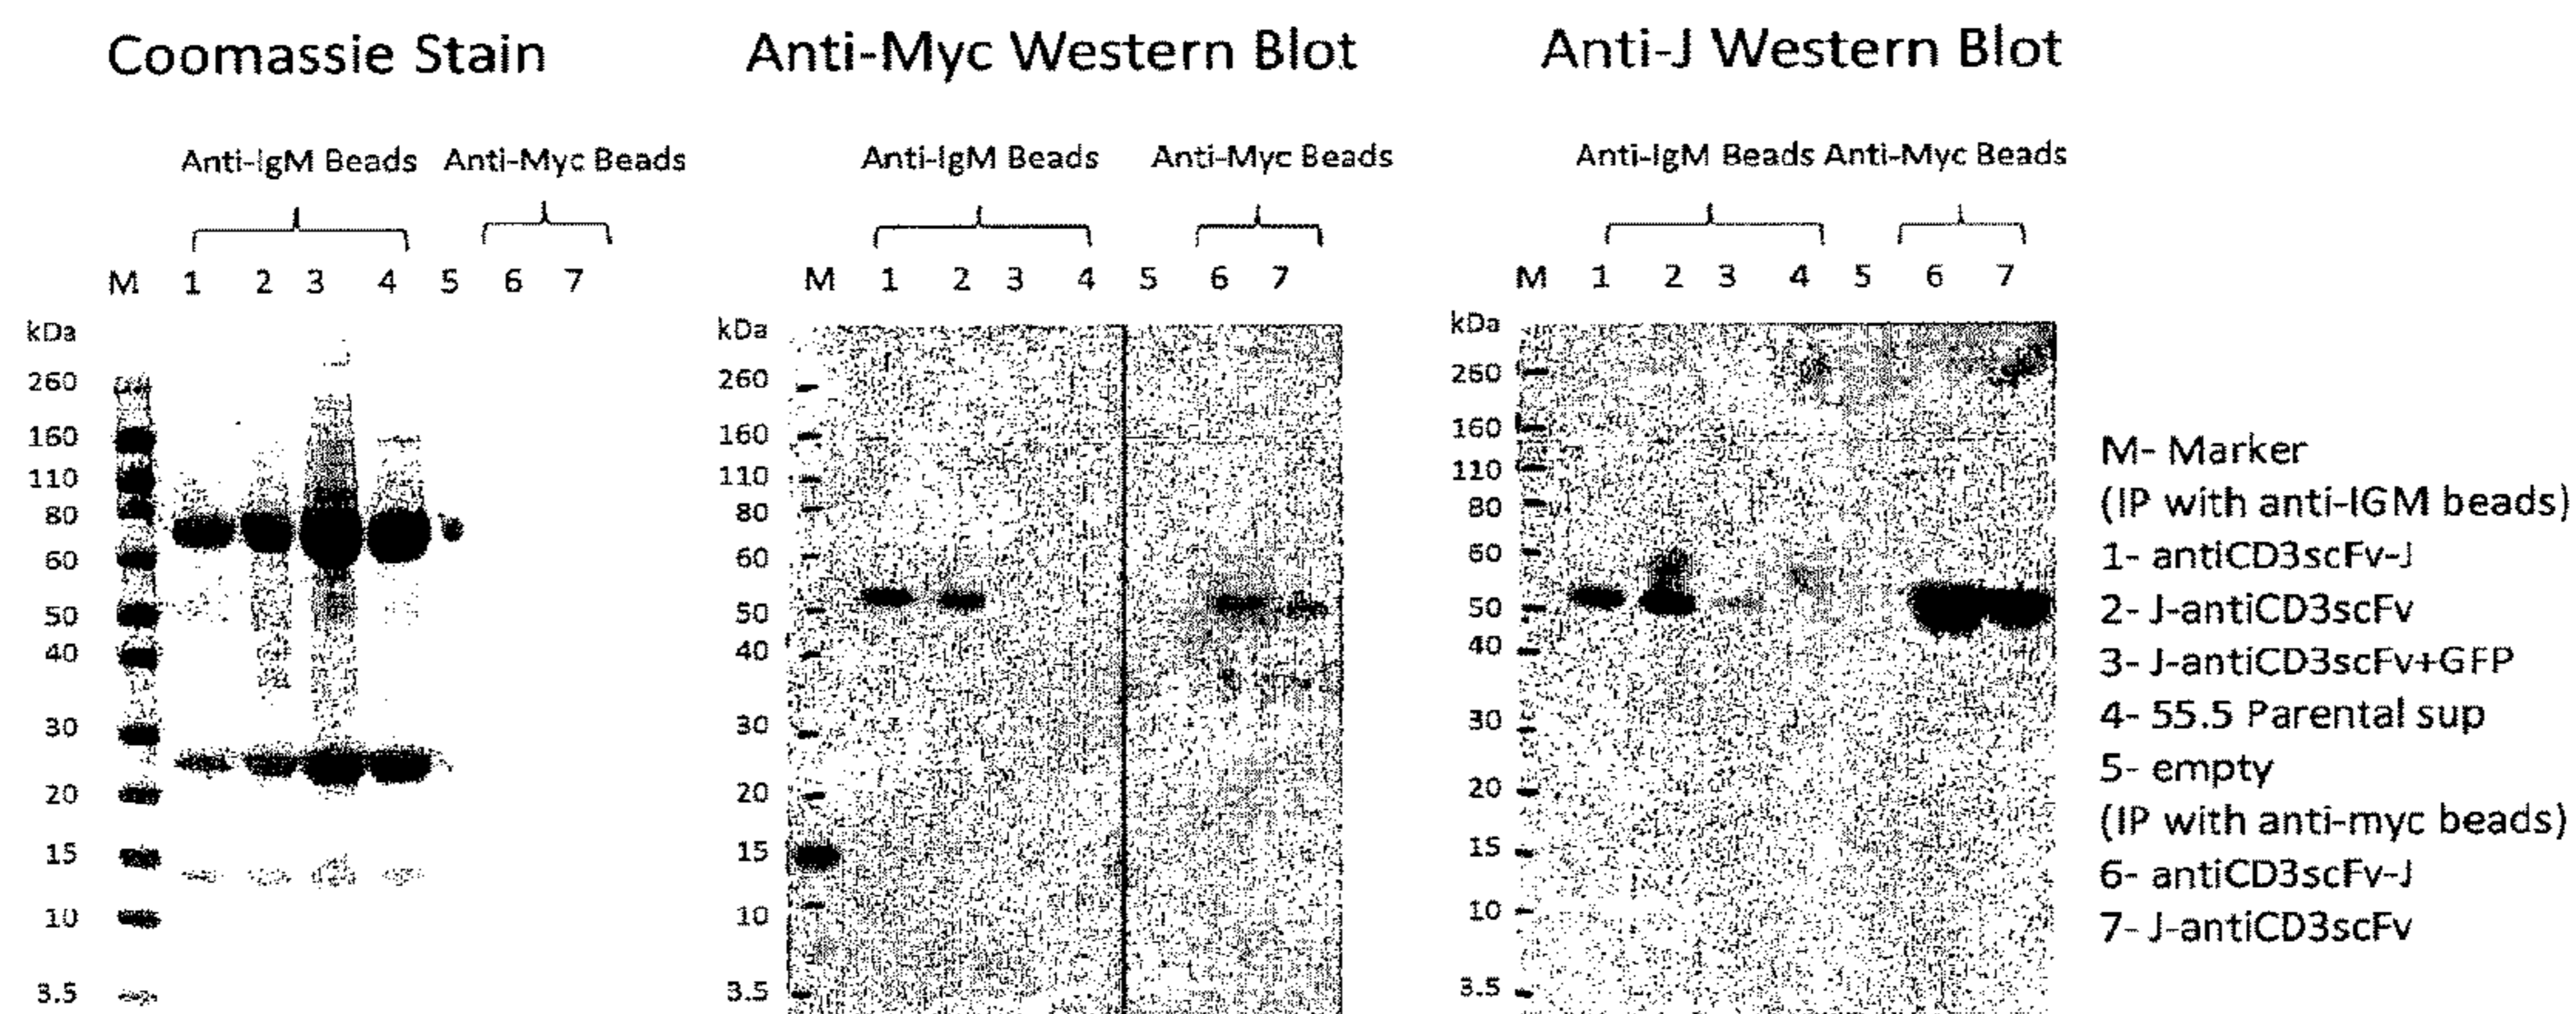 Coomassie Stain
Anti-IgM Beads Anti-Myc Beads
M 1 2 3 4 5 6 7
kDa
260
160
110
80
60
50
40
30
20
15
10
3.5
Anti-Myc Western Blot
Anti-IgM Beads Anti-Myc Beads
M 1 2 3 4 5 6 7
kDa
260
160
110
80
60
50
40
30
20
15
10
3.5
Anti-J Western Blot
Anti-IgM Beads Anti-Myc Beads
M 1 2 3 4 5 6 7
kDa
260
160
110
80
60
50
40
30
20
15
10
3.5
M- Marker
(IP with anti-IGM beads)
1- antiCD3scFv-J
2- J-antiCD3scFv
3- J-antiCD3scFv+GFP
4- 55.5 Parental sup
5- empty
(IP with anti-myc beads)
6- antiCD3scFv-J
7- J-antiCD3scFv